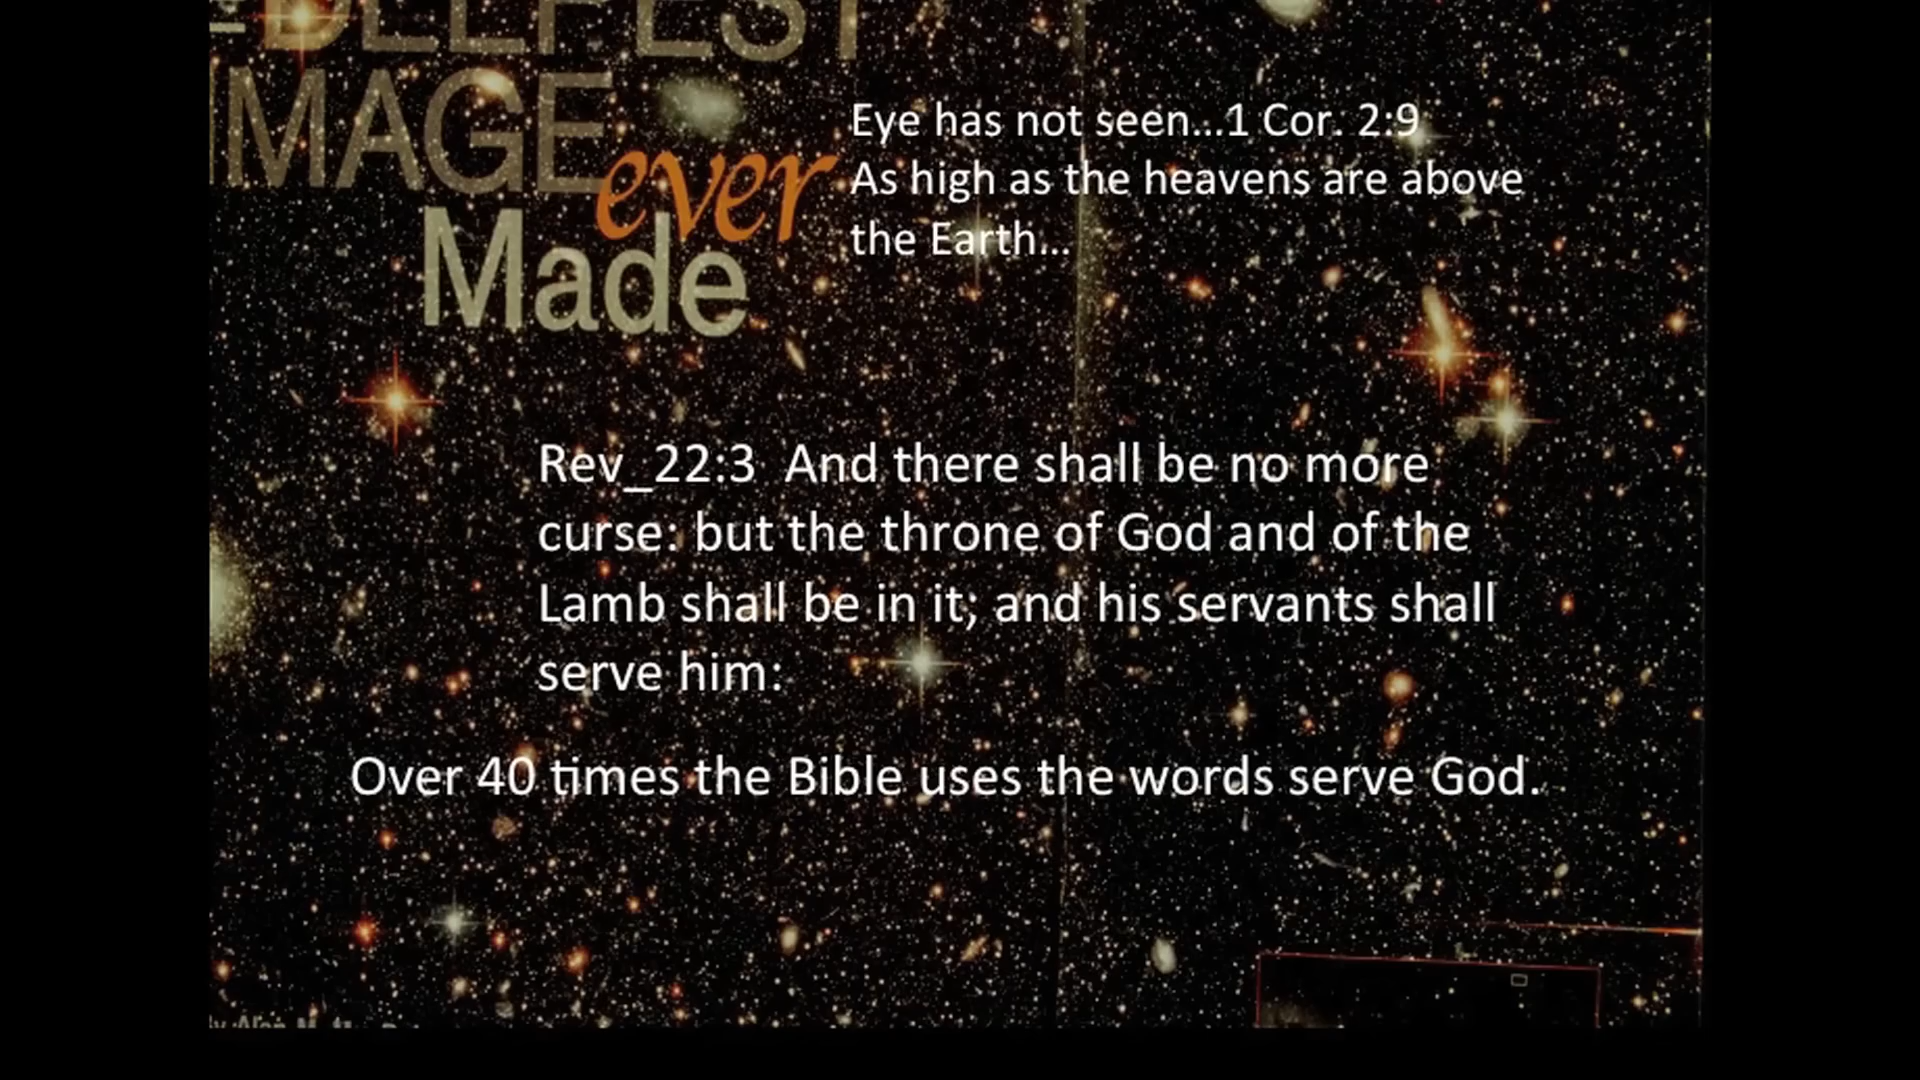 DEEPEST
IMAGE
ever
Made
Eye has not seen...1 Cor. 2:9
As high as the heavens are above
the Earth...
Rev_22:3  And there shall be no more
curse: but the throne of God and of the
Lamb shall be in it; and his servants shall
serve him:
Over 40 times the Bible uses the words serve God.